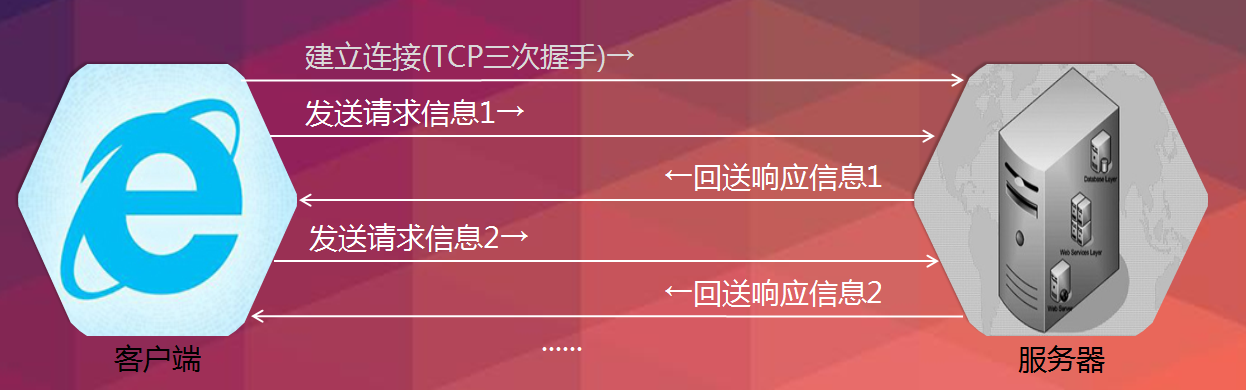 建立连接(TCP三次握手)→
发送请求信息1→
←回送响应信息1
发送请求信息2→
←回送响应信息2
......
客户端
服务器
Database Layer
Web Services Layer
Web Server